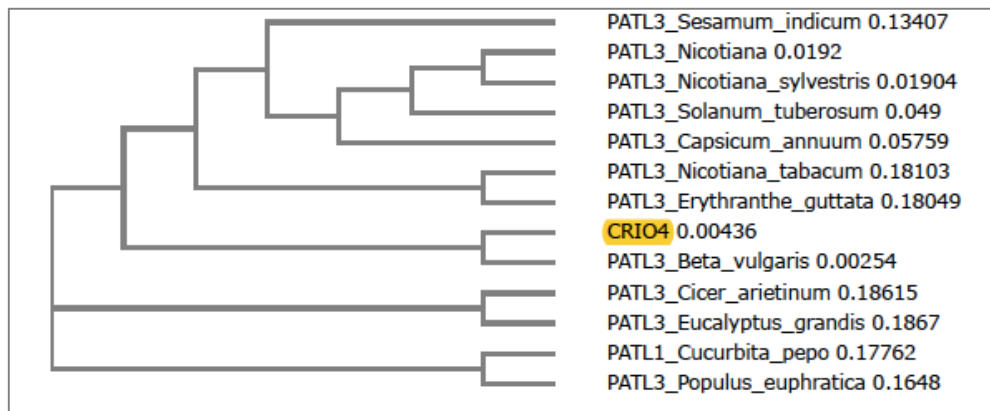 PATL3_Sesamum_indicum 0.13407
PATL3_Nicotiana 0.0192
PATL3_Nicotiana_sylvestris 0.01904
PATL3_Solanum_tuberosum 0.049
PATL3_Capsicum_annuum 0.05759
PATL3_Nicotiana_tabacum 0.18103
PATL3_Erythranthe_guttata 0.18049
CRIO4 0.00436
PATL3_Beta_vulgaris 0.00254
PATL3_Cicer_arietinum 0.18615
PATL3_Eucalyptus_grandis 0.1867
PATL1_Cucurbita_pepo 0.17762
PATL3_Populus_euphratica 0.1648